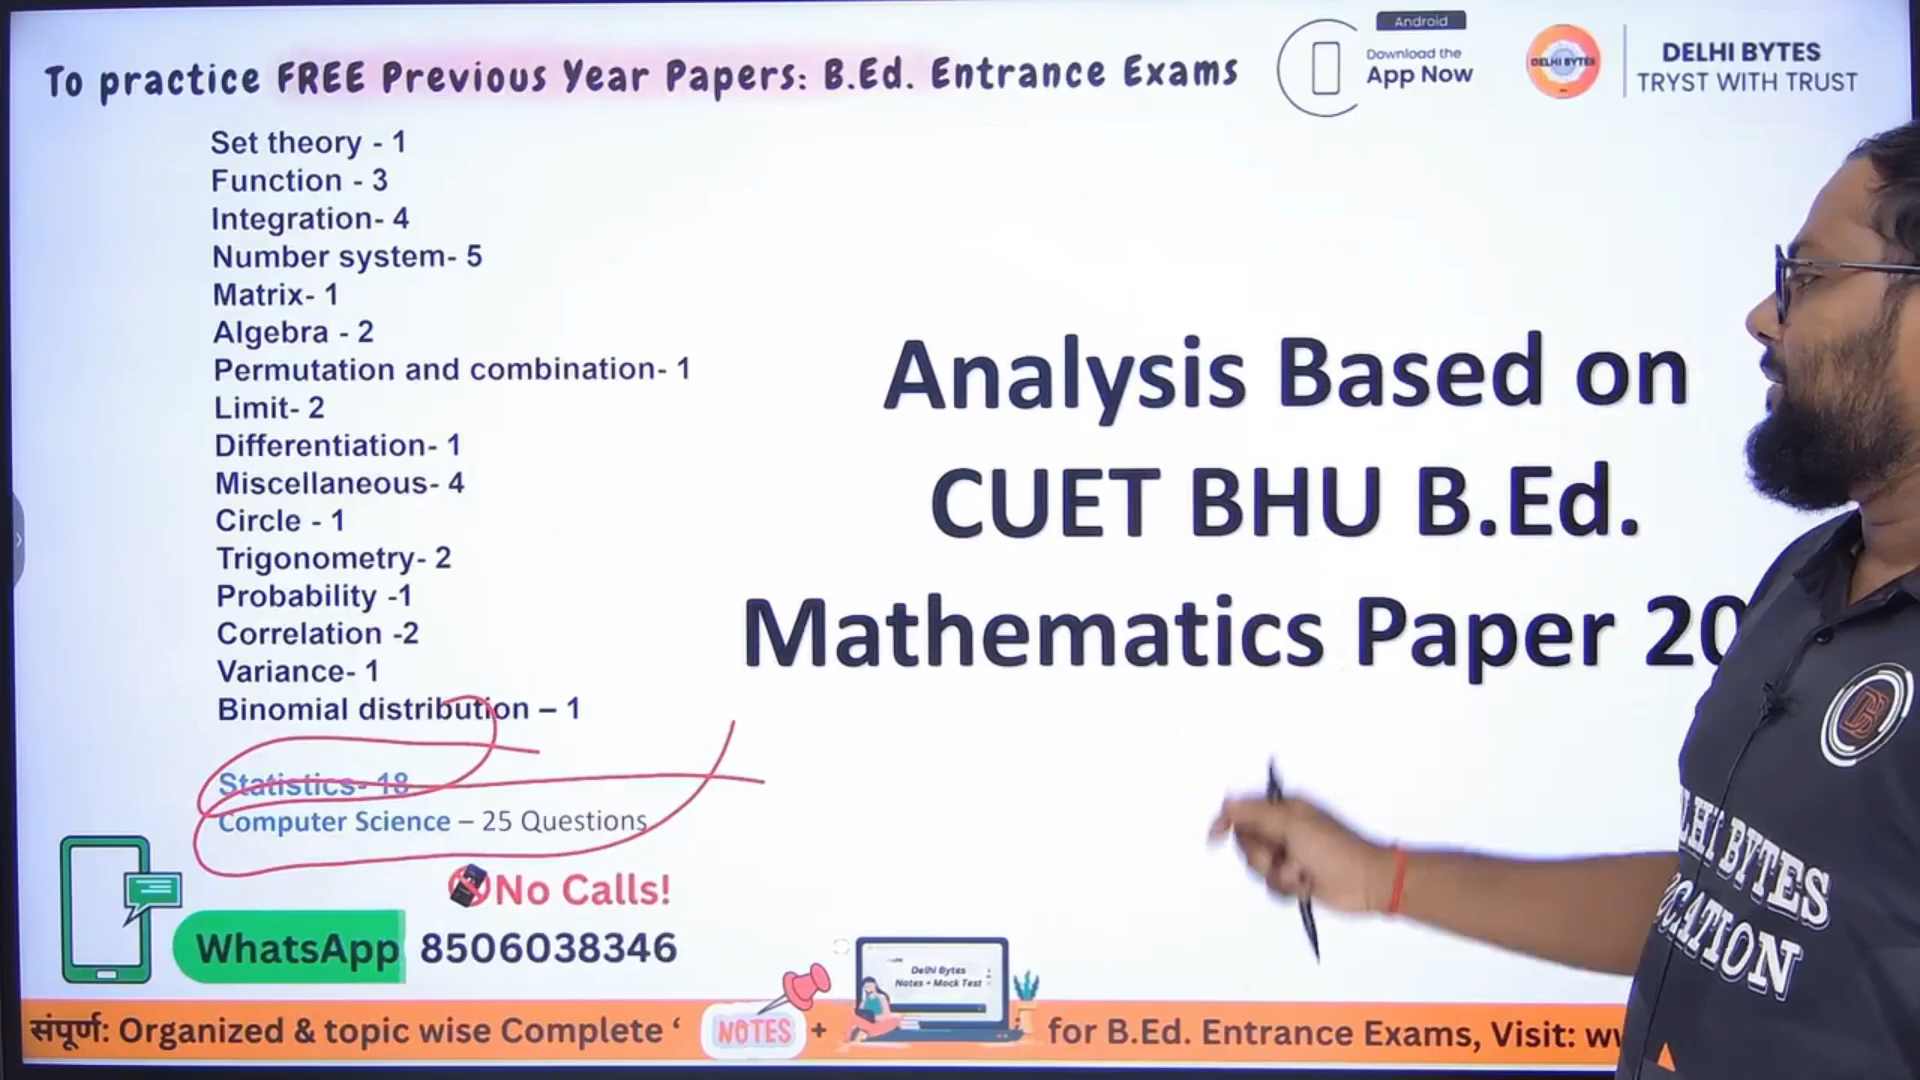 To practice FREE Previous Year Papers: B.Ed. Entrance Exams
Android
Download the
App Now
DELHI BYTES
DELHI BYTES
TRYST WITH TRUST
Set theory - 1
Function - 3
Integration- 4
Number system- 5
Matrix- 1
Algebra - 2
Permutation and combination- 1
Limit- 2
Differentiation- 1
Miscellaneous- 4
Circle - 1
Trigonometry- 2
Probability -1
Correlation -2
Variance- 1
Binomial distribution – 1
Statistics- 18
Computer Science – 25 Questions
Analysis Based on
CUET BHU B.Ed.
Mathematics Paper 20
No Calls!
WhatsApp 8506038346
Delhi Bytes
Notes + Mock Test
संपूर्ण: Organized & topic wise Complete ‘ NOTES + for B.Ed. Entrance Exams, Visit:
BYTES